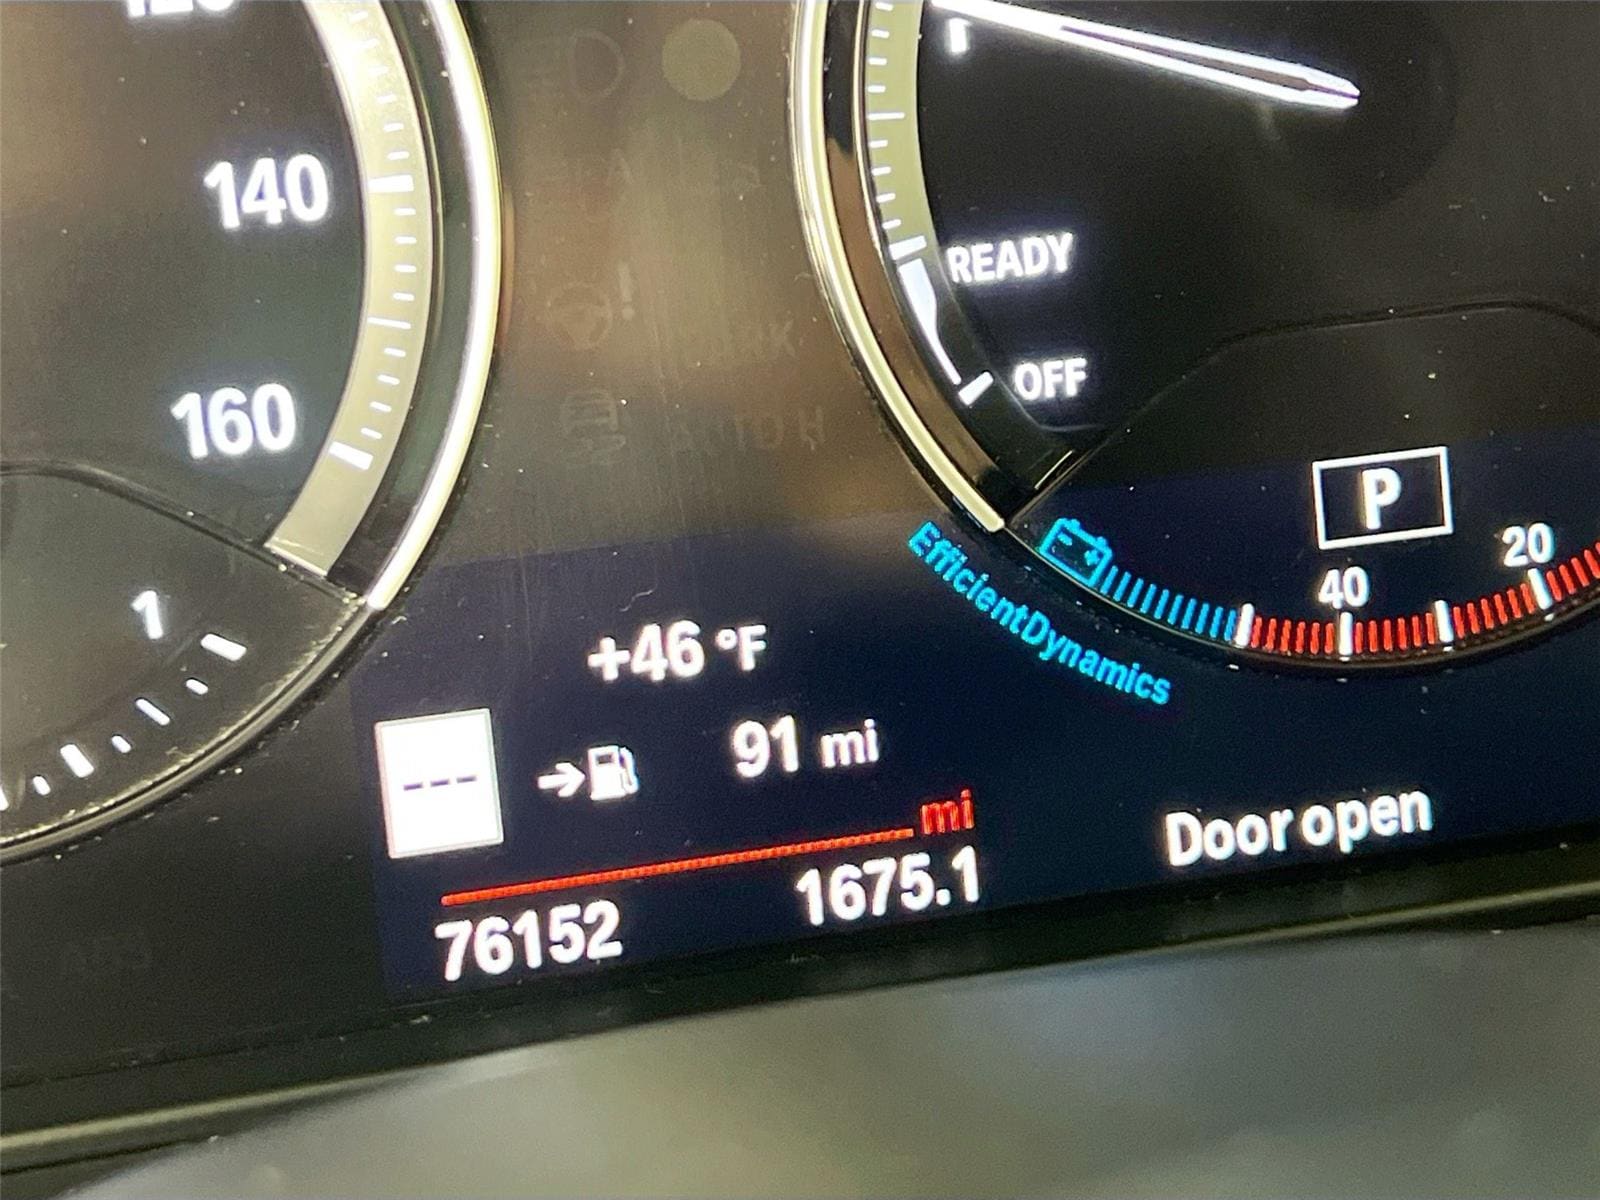 140
160
1
READY
OFF
P
20
40
EfficientDynamics
+46 °F
---
91 mi
mi
Door open
76152
1675.1